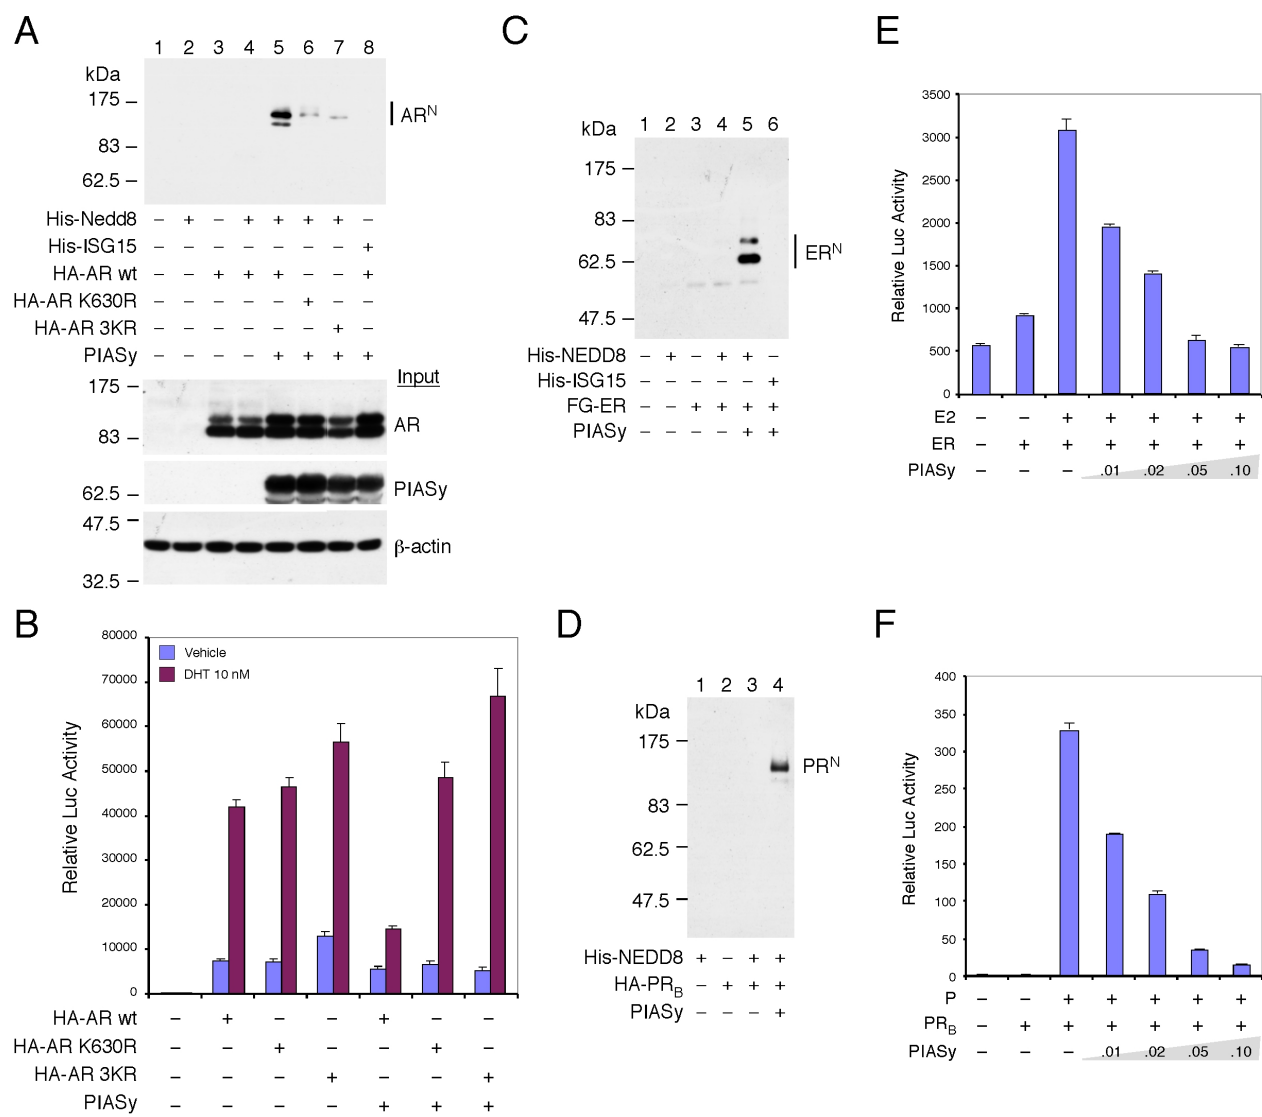 A
1 2 3 4 5 6 7 8
kDa
175
83
62.5
AR^N
His-Nedd8 – + – + + + + –
His-ISG15 – – – – – – – +
HA-AR wt – – + + + – – +
HA-AR K630R – – – – – + – –
HA-AR 3KR – – – – – – + –
PIASy – – – – + + + +
Input
175
83
AR
62.5
PIASy
47.5
32.5
β-actin
B
Relative Luc Activity
80000
70000
60000
50000
40000
30000
20000
10000
0
Vehicle
DHT 10 nM
HA-AR wt – + – – + – –
HA-AR K630R – – + – – + –
HA-AR 3KR – – – + – – +
PIASy – – – – + + +
C
1 2 3 4 5 6
kDa
175
83
62.5
47.5
ER^N
His-NEDD8 – + – + + –
His-ISG15 – – – – – +
FG-ER – – + + + +
PIASy – – – – + +
D
1 2 3 4
kDa
175
83
62.5
47.5
PR^N
His-NEDD8 + – + +
HA-PR_B – + + +
PIASy – – – +
E
Relative Luc Activity
3500
3000
2500
2000
1500
1000
500
0
E2 – – + + + + +
ER – + + + + + +
PIASy – – – .01 .02 .05 .10
F
Relative Luc Activity
400
350
300
250
200
150
100
50
0
P – – + + + + +
PR_B – + + + + + +
PIASy – – – .01 .02 .05 .10